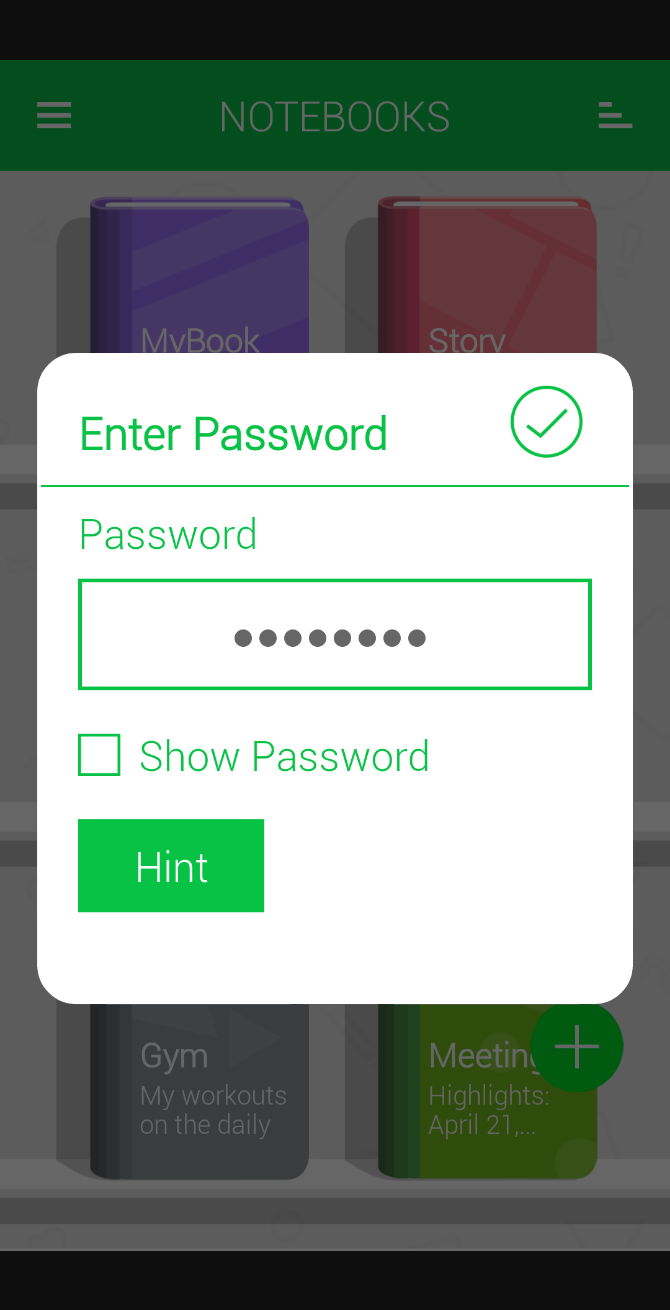 NOTEBOOKS
MyBook
Story
Enter Password
Password
Show Password
Hint
Gym
My workouts
on the daily
Meeting
Highlights:
April 21,...